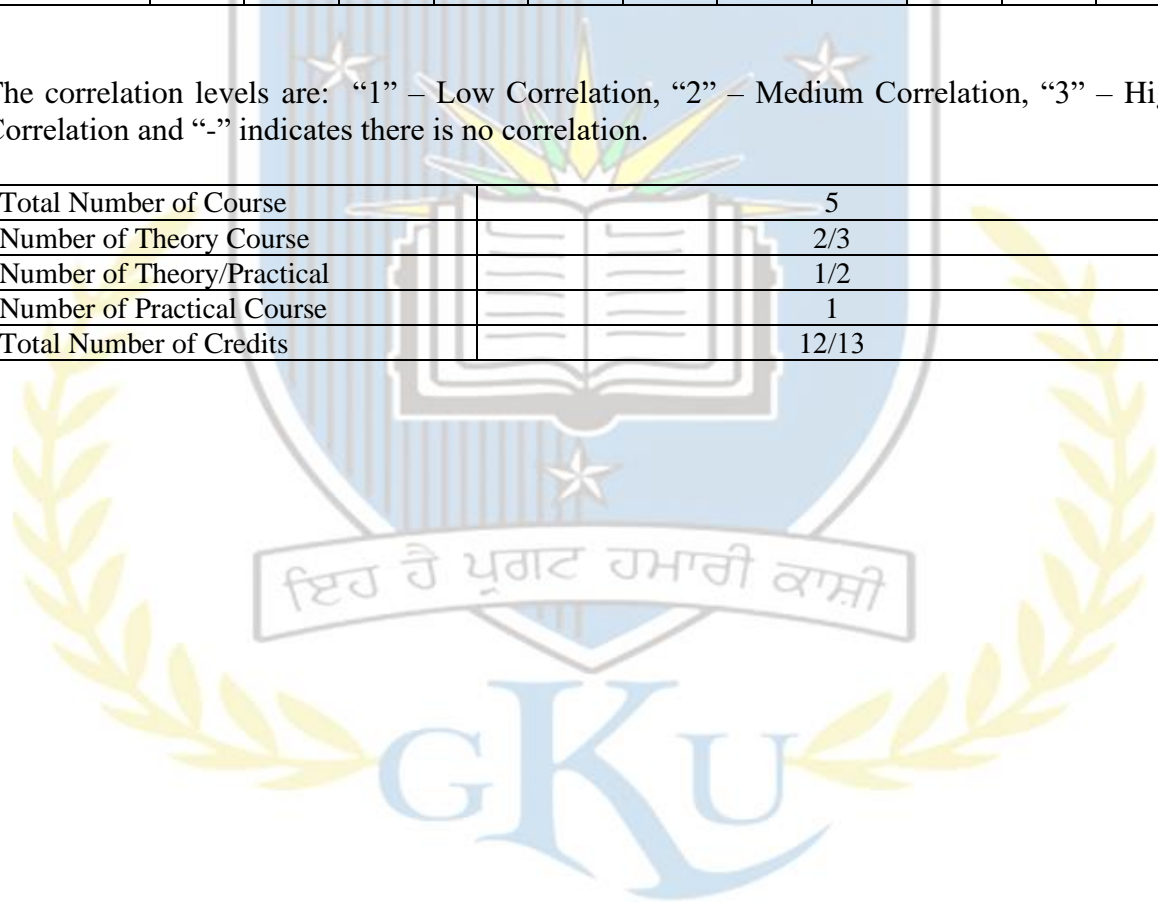 he correlation levels are: “1” – Low Correlation, “2” – Medium Correlation, “3” – Hi
orrelation and “-” indicates there is no correlation.
Total Number of Course 5
Number of Theory Course 2/3
Number of Theory/Practical 1/2
Number of Practical Course 1
Total Number of Credits 12/13
ਇਹ ਹੈ ਪ੍ਰਗਟ ਹਮਾਰੀ ਕਾਸ਼ੀ
GKU